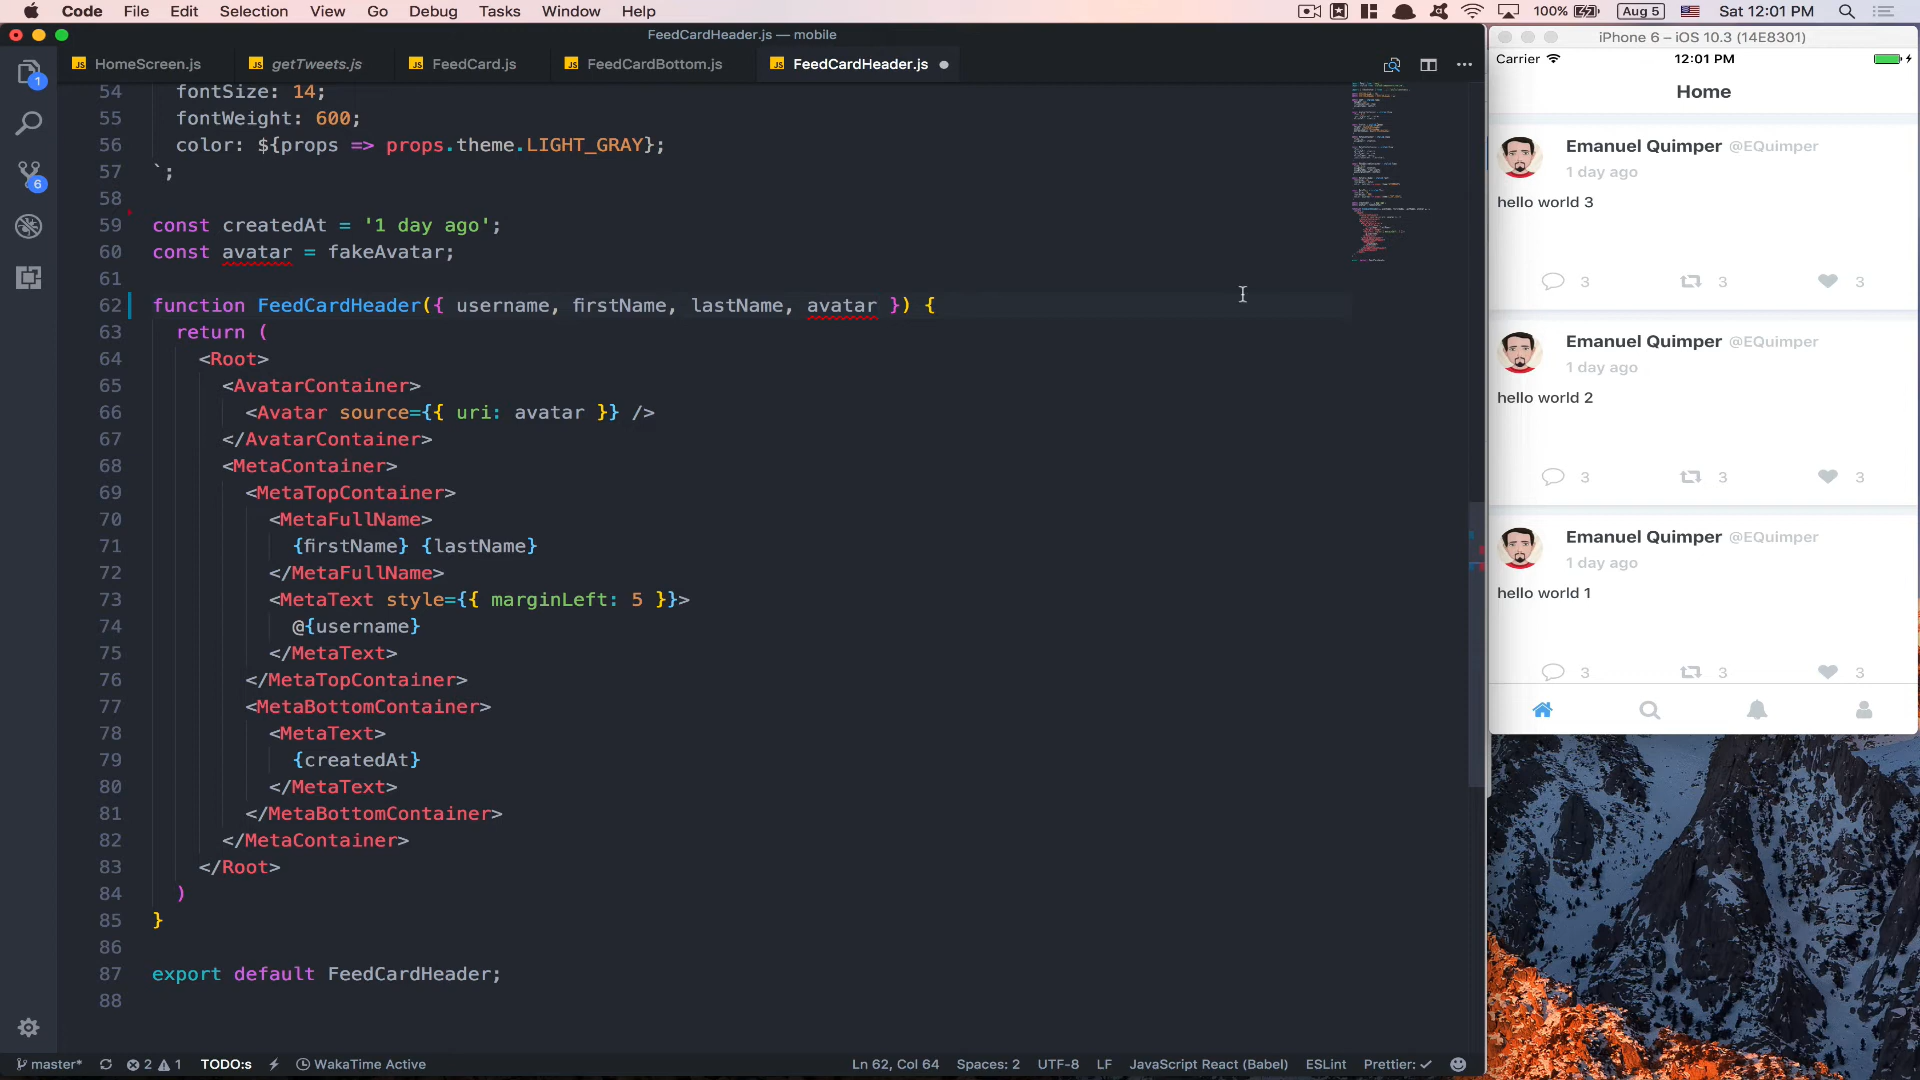 Code File Edit Selection View Go Debug Tasks Window Help
100% Aug 5 Sat 12:01 PM
FeedCardHeader.js — mobile
HomeScreen.js getTweets.js FeedCard.js FeedCardBottom.js FeedCardHeader.js
54 fontSize: 14;
55 fontWeight: 600;
56 color: ${props => props.theme.LIGHT_GRAY};
57 `;
58
59 const createdAt = '1 day ago';
60 const avatar = fakeAvatar;
61
62 function FeedCardHeader({ username, firstName, lastName, avatar }) {
63 return (
64 <Root>
65 <AvatarContainer>
66 <Avatar source={{ uri: avatar }} />
67 </AvatarContainer>
68 <MetaContainer>
69 <MetaTopContainer>
70 <MetaFullName>
71 {firstName} {lastName}
72 </MetaFullName>
73 <MetaText style={{ marginLeft: 5 }}>
74 @{username}
75 </MetaText>
76 </MetaTopContainer>
77 <MetaBottomContainer>
78 <MetaText>
79 {createdAt}
80 </MetaText>
81 </MetaBottomContainer>
82 </MetaContainer>
83 </Root>
84 )
85 }
86
87 export default FeedCardHeader;
88
1
6
master* 2 1 TODO:s WakaTime Active Ln 62, Col 64 Spaces: 2 UTF-8 LF JavaScript React (Babel) ESLint Prettier: ✓
iPhone 6 – iOS 10.3 (14E8301)
Carrier 12:01 PM
Home
Emanuel Quimper @EQuimper
1 day ago
hello world 3
3 3 3
Emanuel Quimper @EQuimper
1 day ago
hello world 2
3 3 3
Emanuel Quimper @EQuimper
1 day ago
hello world 1
3 3 3